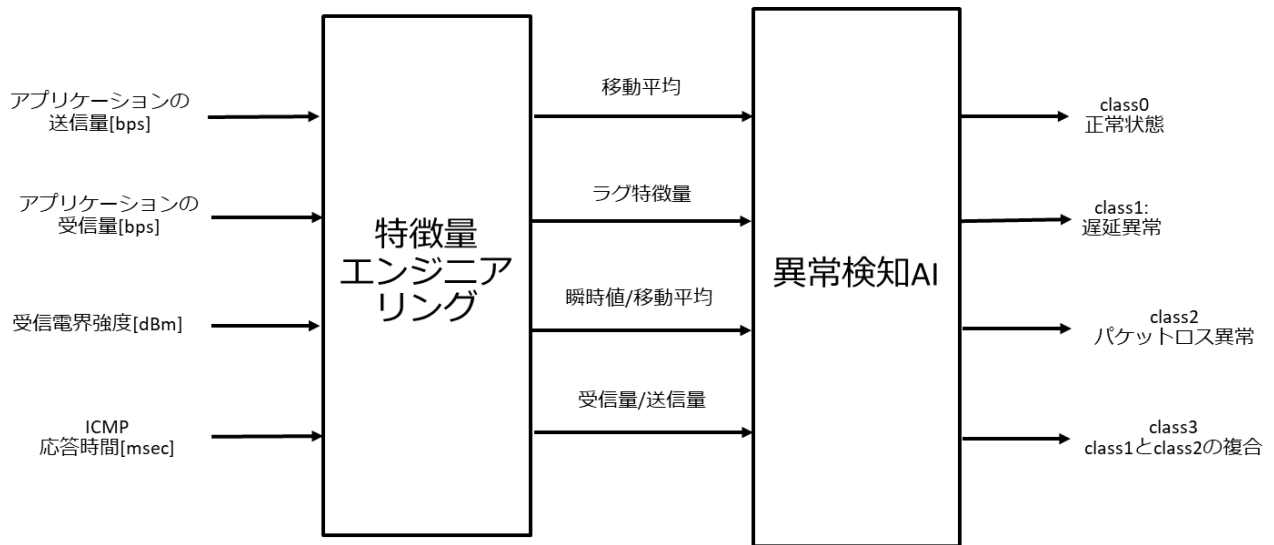 アプリケーションの
送信量[bps]
アプリケーションの
受信量[bps]
受信電界強度[dBm]
ICMP
応答時間[msec]
特徴量
エンジニア
リング
移動平均
ラグ特徴量
瞬時値/移動平均
受信量/送信量
異常検知AI
class0
正常状態
class1:
遅延異常
class2
パケットロス異常
class3
class1とclass2の複合